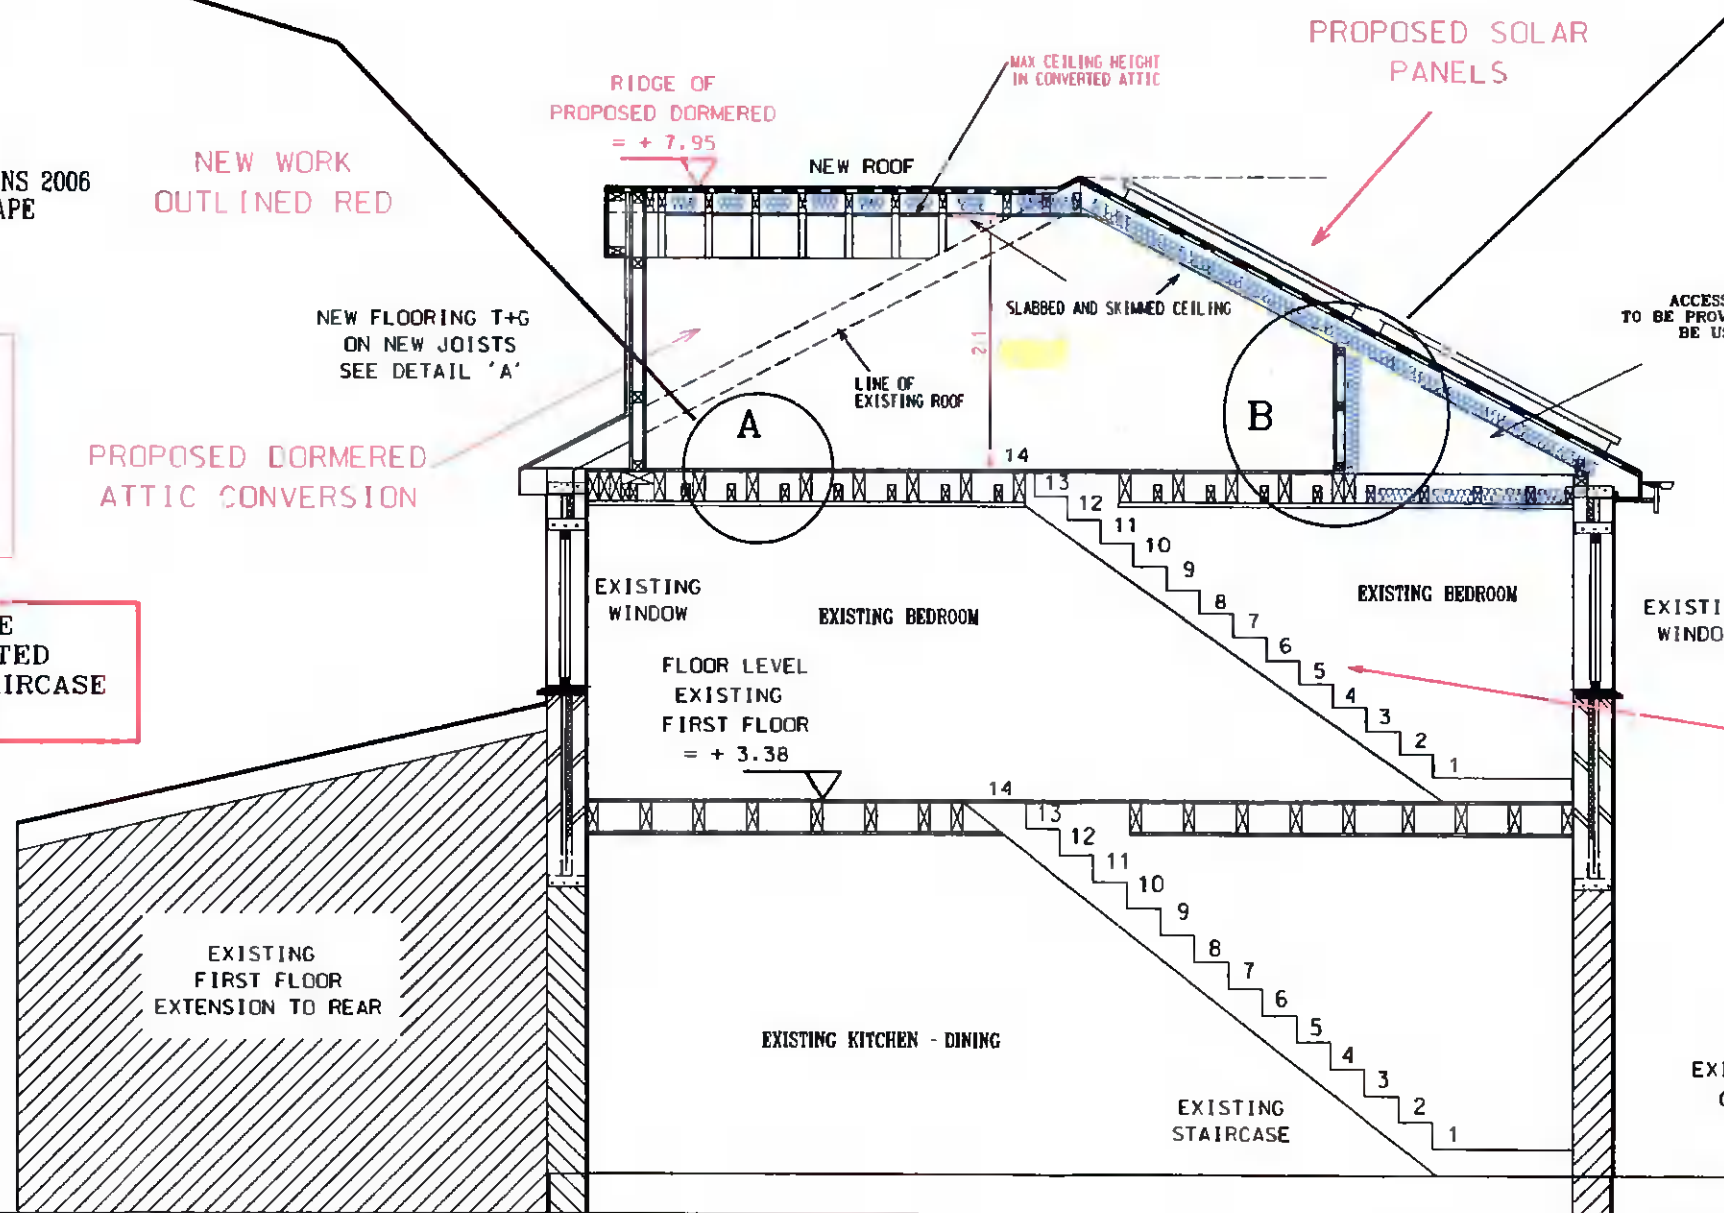 PROPOSED SOLAR
PANELS
MAX CEILING HEIGHT
IN CONVERTED ATTIC
RIDGE OF
PROPOSED DORMERED
= + 7.95
NEW ROOF
NS 2006
APE
NEW WORK
OUTLINED RED
NEW FLOORING T+G
ON NEW JOISTS
SEE DETAIL 'A'
SLABBED AND SKIMMED CEILING
2.1
LINE OF
EXISTING ROOF
ACCESS
TO BE PROV
BE US
A
B
PROPOSED DORMERED
ATTIC CONVERSION
14
13
12
11
10
9
8
7
6
5
4
3
2
1
EXISTING
WINDOW
EXISTING BEDROOM
EXISTING BEDROOM
EXISTI
WINDO
E
TED
AIRCASE
FLOOR LEVEL
EXISTING
FIRST FLOOR
= + 3.38
14
13
12
11
10
9
8
7
6
5
4
3
2
1
EXISTING
FIRST FLOOR
EXTENSION TO REAR
EXISTING KITCHEN - DINING
EXISTING
STAIRCASE
EXI